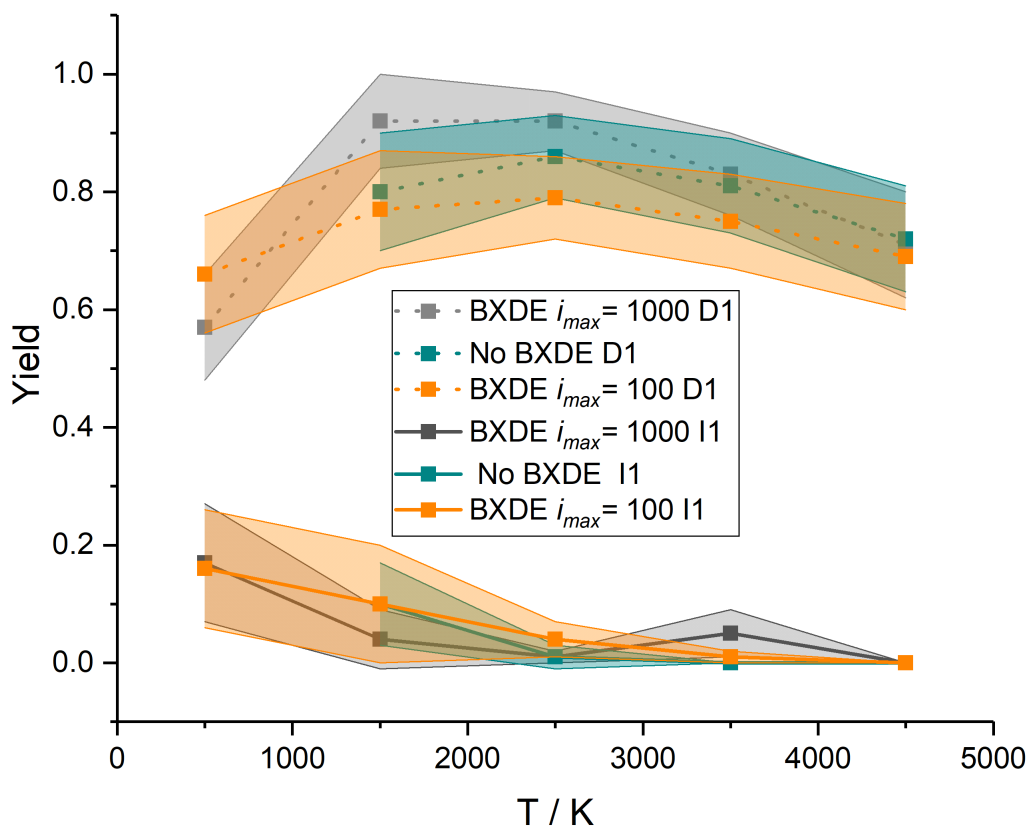 1.0
0.8
0.6
0.4
0.2
0.0
Yield
BXDE imax= 1000 D1
No BXDE D1
BXDE imax= 100 D1
BXDE imax= 1000 I1
No BXDE I1
BXDE imax= 100 I1
0 1000 2000 3000 4000 5000
T / K